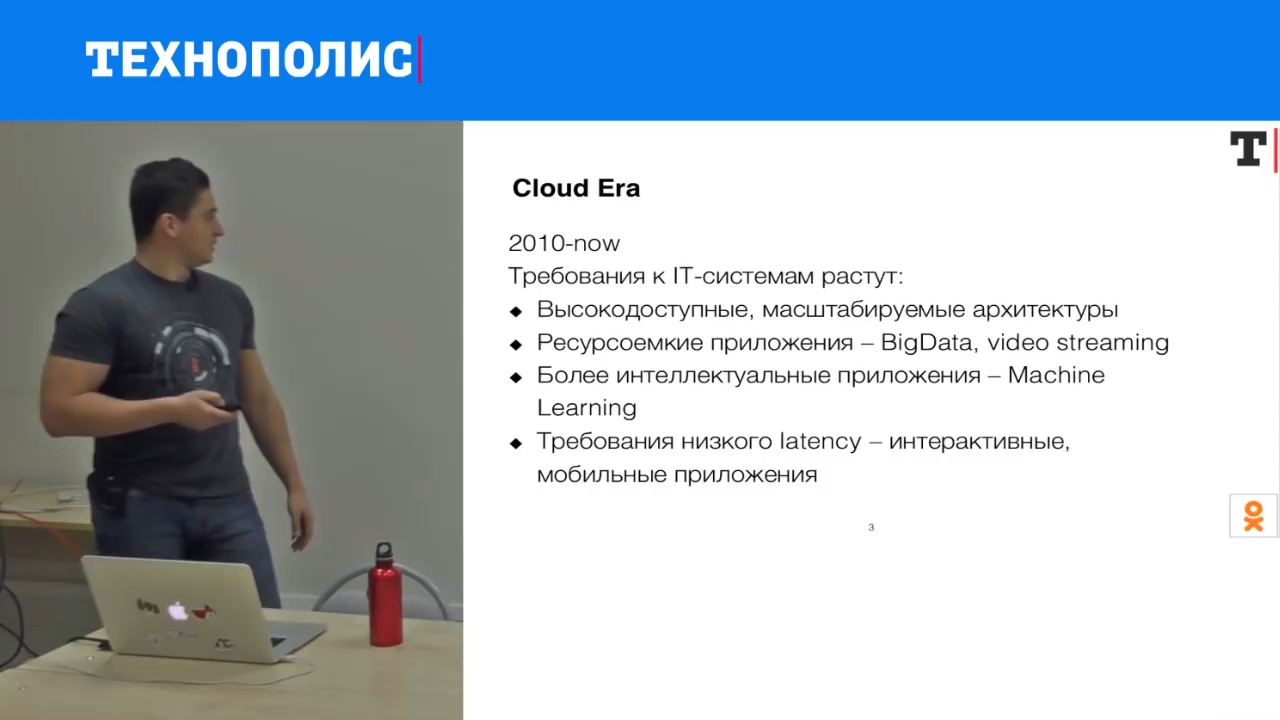 ТЕХНОПОЛИС
T
Cloud Era
2010-now
Требования к IT-системам растут:
Высокодоступные, масштабируемые архитектуры
Ресурсоемкие приложения – BigData, video streaming
Более интеллектуальные приложения – Machine
Learning
Требования низкого latency – интерактивные,
мобильные приложения
3